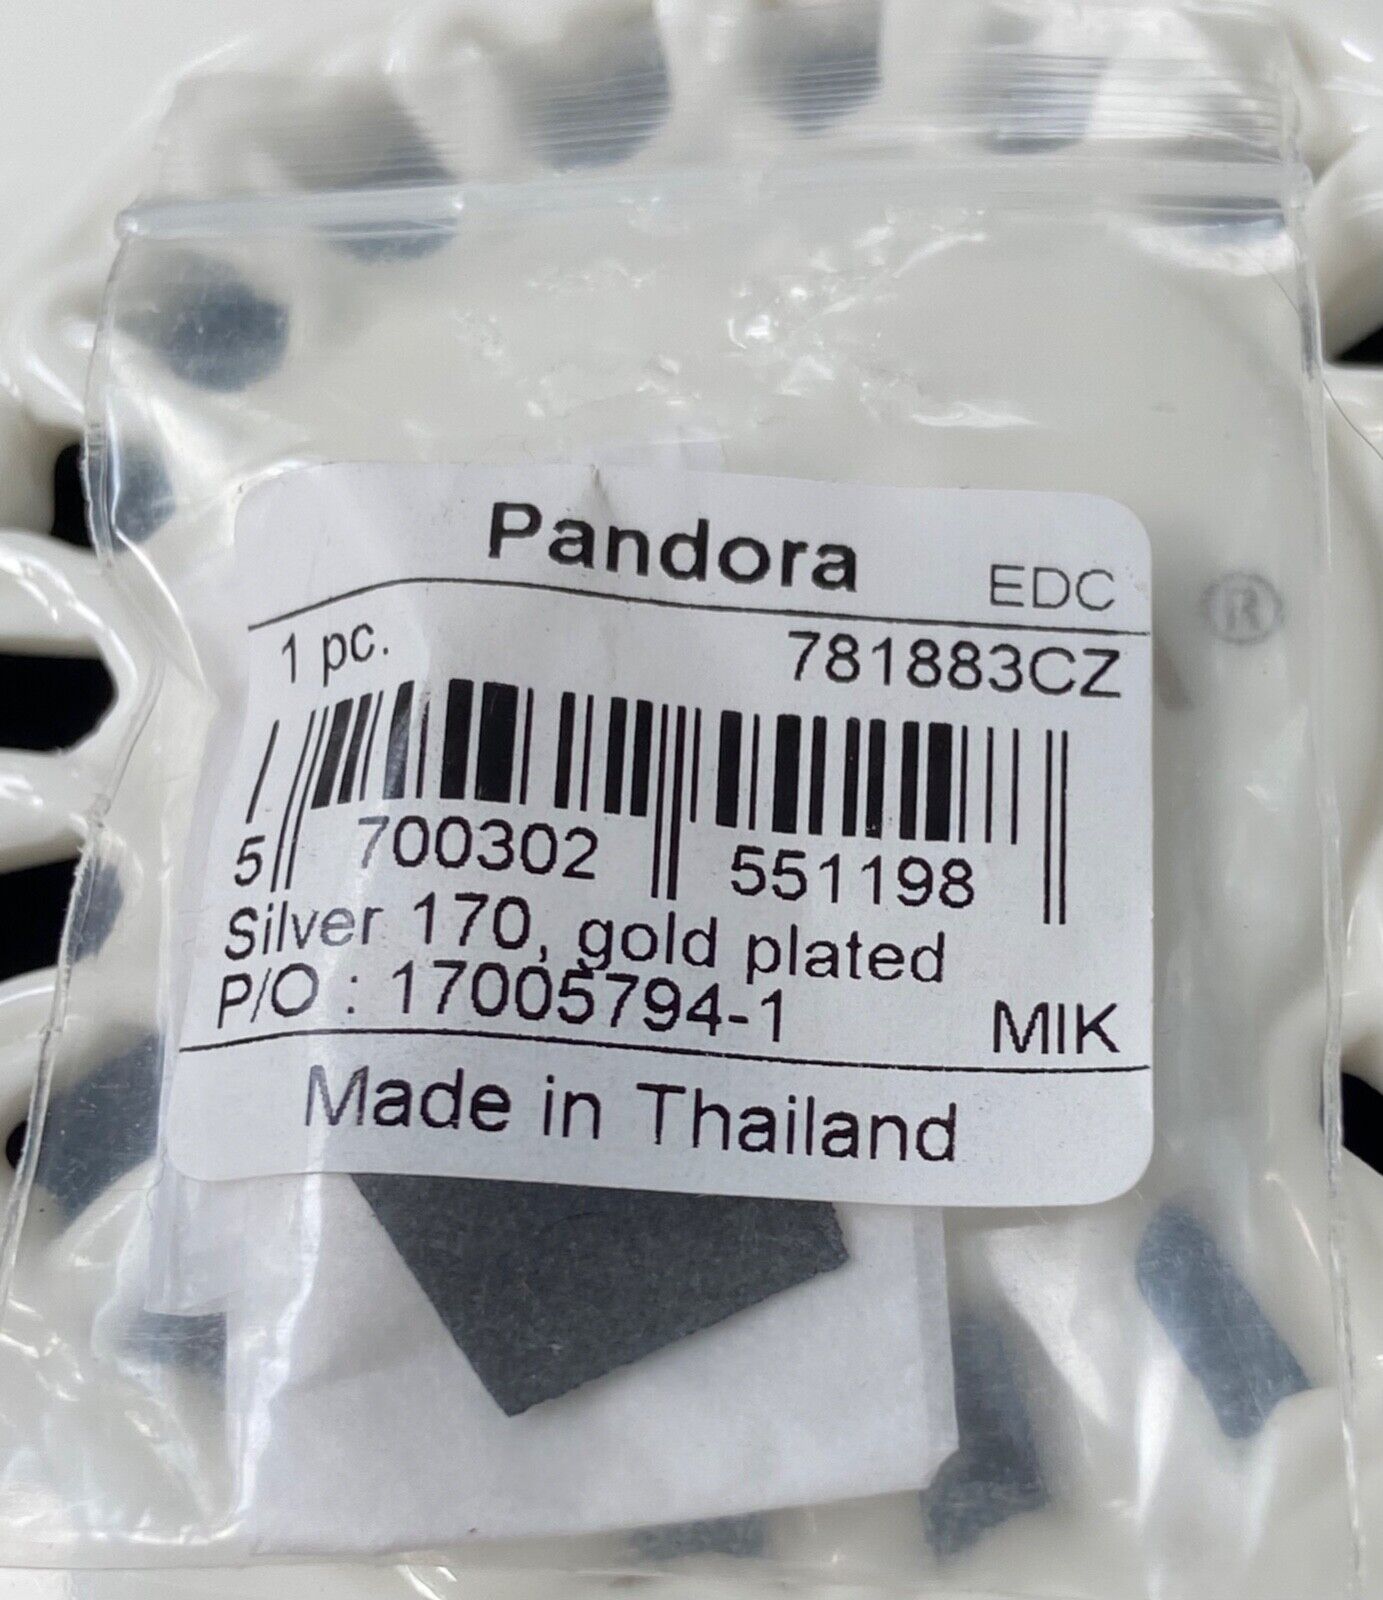 Pandora EDC
®
1 pc. 781883CZ
5 700302 551198
Silver 170, gold plated
P/O : 17005794-1 MIK
Made in Thailand